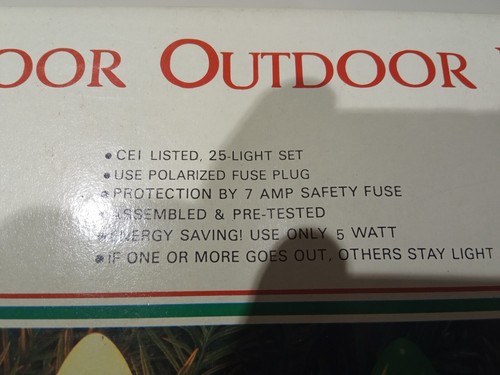 OOR OUTDOOR
• CEI LISTED, 25-LIGHT SET
• USE POLARIZED FUSE PLUG
• PROTECTION BY 7 AMP SAFETY FUSE
• ASSEMBLED & PRE-TESTED
• ENERGY SAVING! USE ONLY 5 WATT
• IF ONE OR MORE GOES OUT, OTHERS STAY LIGHT